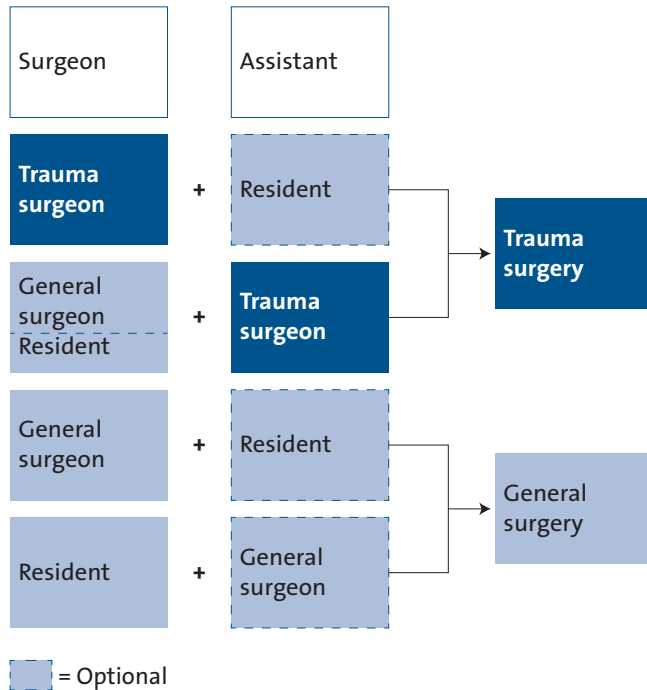 Surgeon
Assistant
Trauma
surgeon
+
Resident
Trauma
surgery
General
surgeon
Resident
+
Trauma
surgeon
General
surgeon
+
Resident
General
surgery
Resident
+
General
surgeon
= Optional